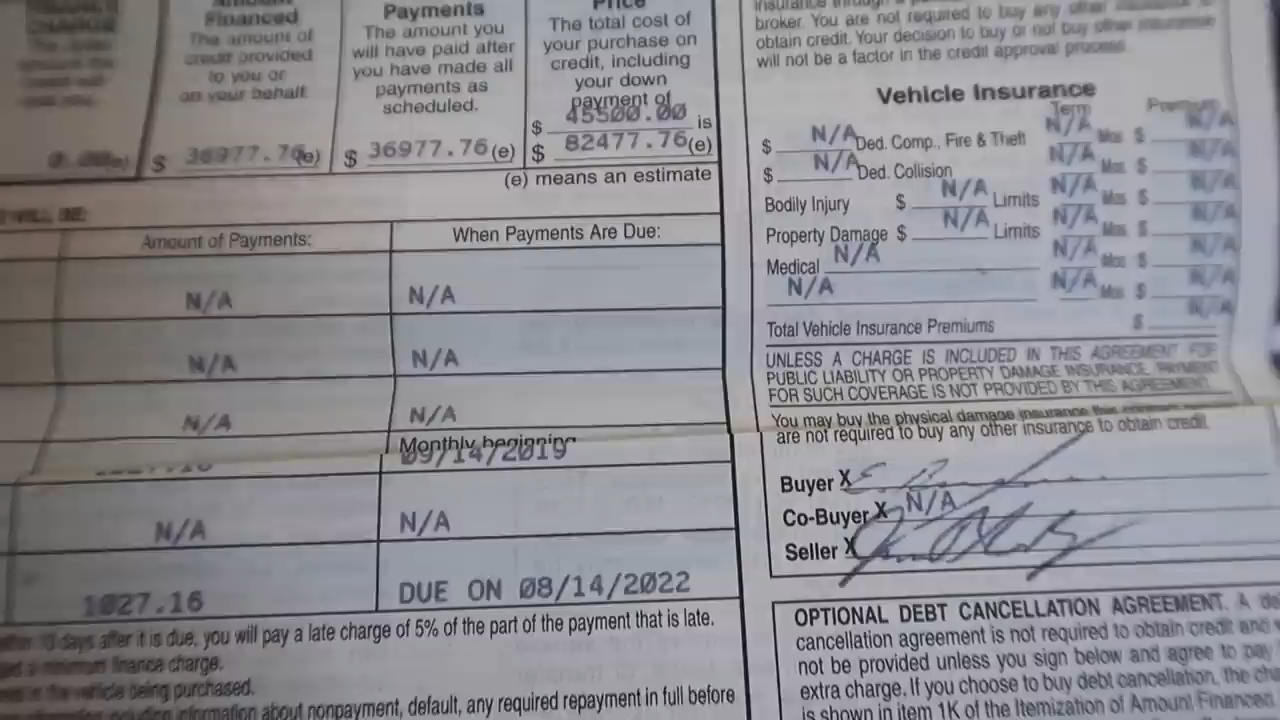 Financed
The amount of
credit provided
to you or
on your behalf.
$ 36977.76(e)
Payments
The amount you
will have paid after
you have made all
payments as
scheduled.
$ 36977.76 (e)
Price
The total cost of
your purchase on
credit, including
your down
payment of
$ 45500.00 is
$ 82477.76(e)
(e) means an estimate
WILL BE:
Amount of Payments:
When Payments Are Due:
N/A
N/A
N/A
N/A
N/A
N/A
Monthly beginning
09/14/2019
N/A
N/A
1027.16
DUE ON 08/14/2022
days after it is due, you will pay a late charge of 5% of the part of the payment that is late.
a minimum finance charge.
in the vehicle being purchased.
information about nonpayment, default, any required repayment in full before
broker. You are not required to buy any other insurance to
obtain credit. Your decision to buy or not buy other insurance
will not be a factor in the credit approval process.
Vehicle Insurance
Term Premium
$ N/A Ded. Comp., Fire & Theft N/A Mos. $ N/A
$ N/A Ded. Collision N/A Mos. $ N/A
Bodily Injury $ N/A Limits N/A Mos. $ N/A
Property Damage $ N/A Limits N/A Mos. $ N/A
Medical N/A N/A Mos. $ N/A
N/A N/A Mos. $ N/A
Total Vehicle Insurance Premiums $ N/A
UNLESS A CHARGE IS INCLUDED IN THIS AGREEMENT FOR
PUBLIC LIABILITY OR PROPERTY DAMAGE INSURANCE, PAYMENT
FOR SUCH COVERAGE IS NOT PROVIDED BY THIS AGREEMENT.
You may buy the physical damage insurance this contract
are not required to buy any other insurance to obtain credit.
Buyer X
Co-Buyer X N/A
Seller X
OPTIONAL DEBT CANCELLATION AGREEMENT. A
cancellation agreement is not required to obtain credit and
not be provided unless you sign below and agree to pay
extra charge. If you choose to buy debt cancellation, the
is shown in item 1K of the Itemization of Amount Financed.